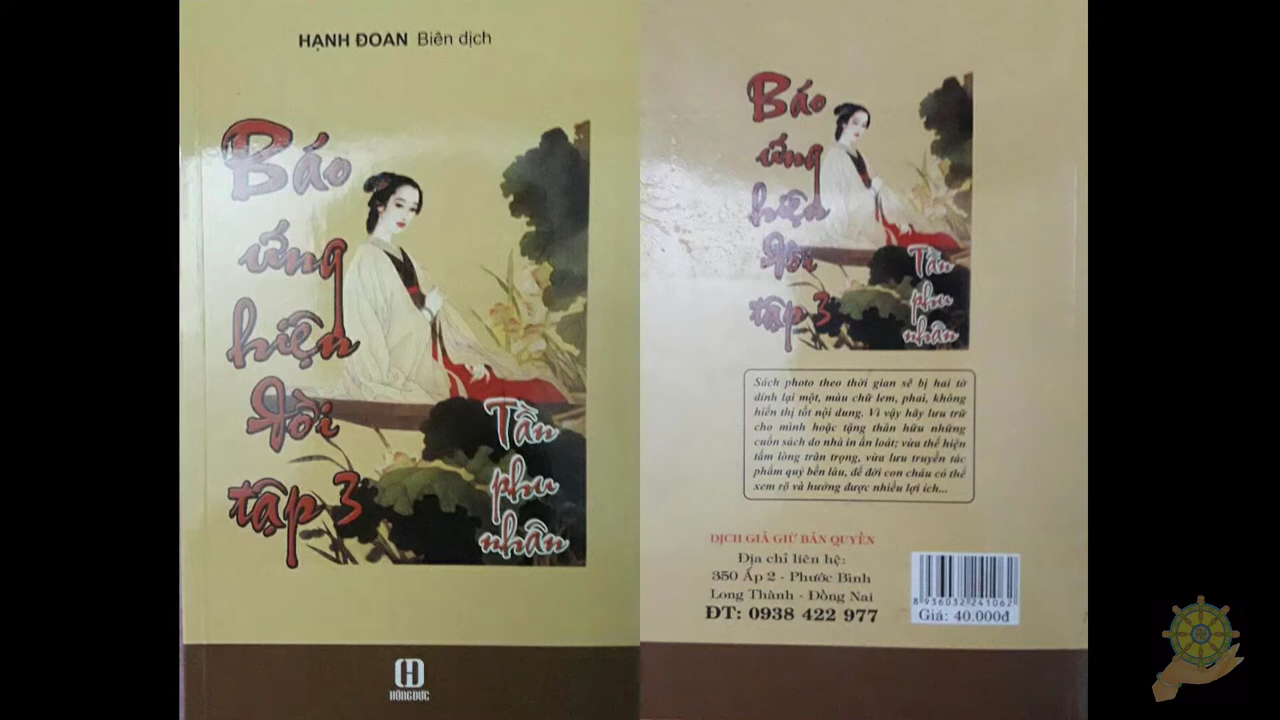 HẠNH ĐOAN Biên dịch
Báo
ứng
hiện
đời
tập 3
Tần
phu
nhân
HỒNG ĐỨC
Báo
ứng
hiện
đời
tập 3
Tần
phu
nhân
Sách photo theo thời gian sẽ bị hai tờ
dính lại một, màu chữ lem, phai, không
hiển thị tốt nội dung. Vì vậy hãy lưu trữ
cho mình hoặc tặng thân hữu những
cuốn sách do nhà in ấn loát; vừa thể hiện
tấm lòng trân trọng, vừa lưu truyền tác
phẩm quý bền lâu, để đời con cháu có thể
xem rõ và hưởng được nhiều lợi ích...
DỊCH GIẢ GIỮ BẢN QUYỀN
Địa chỉ liên hệ:
350 Ấp 2 - Phước Bình
Long Thành - Đồng Nai
ĐT: 0938 422 977
8 936032 241062
Giá: 40.000đ